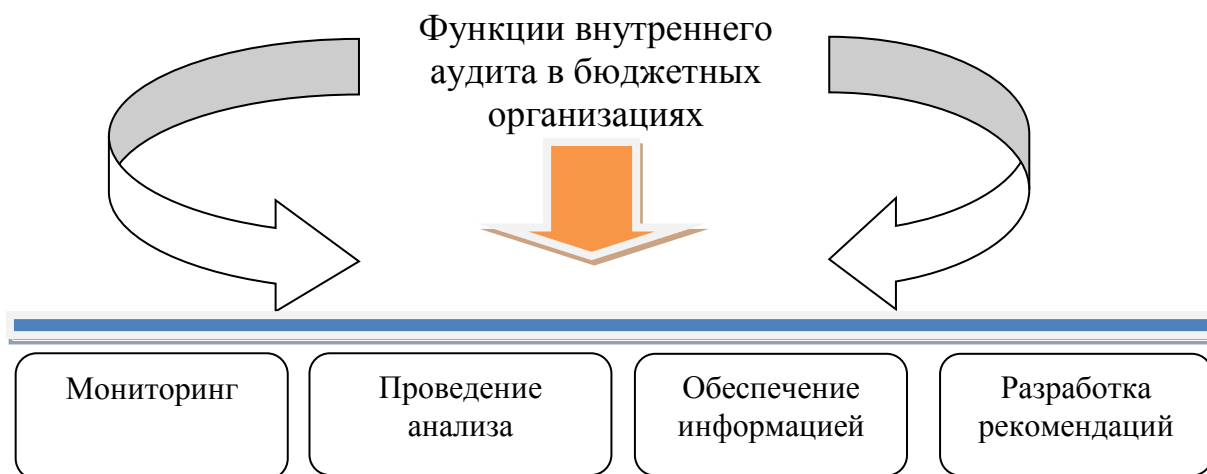 Функции внутреннего
аудита в бюджетных
организациях
Мониторинг
Проведение
анализа
Обеспечение
информацией
Разработка
рекомендаций